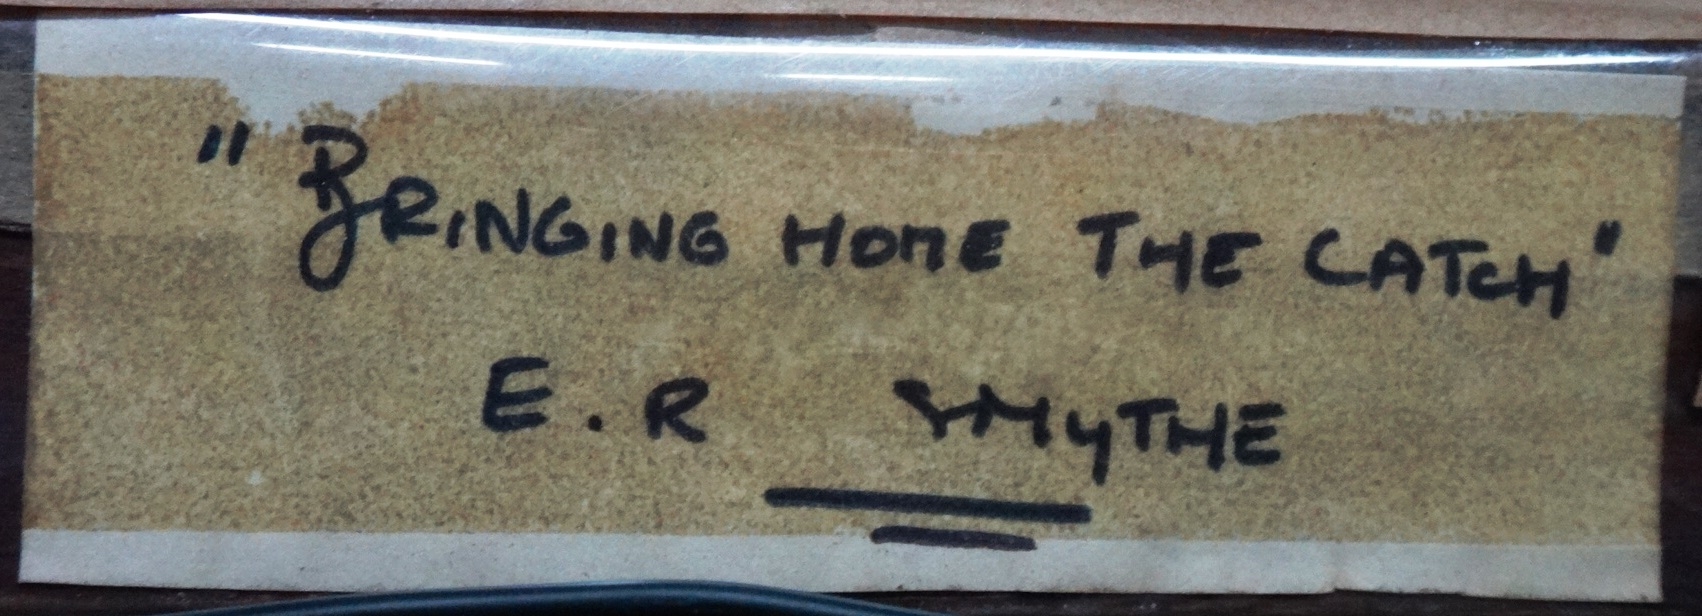 "BRINGING HOME THE CATCH"
E.R SMYTHE